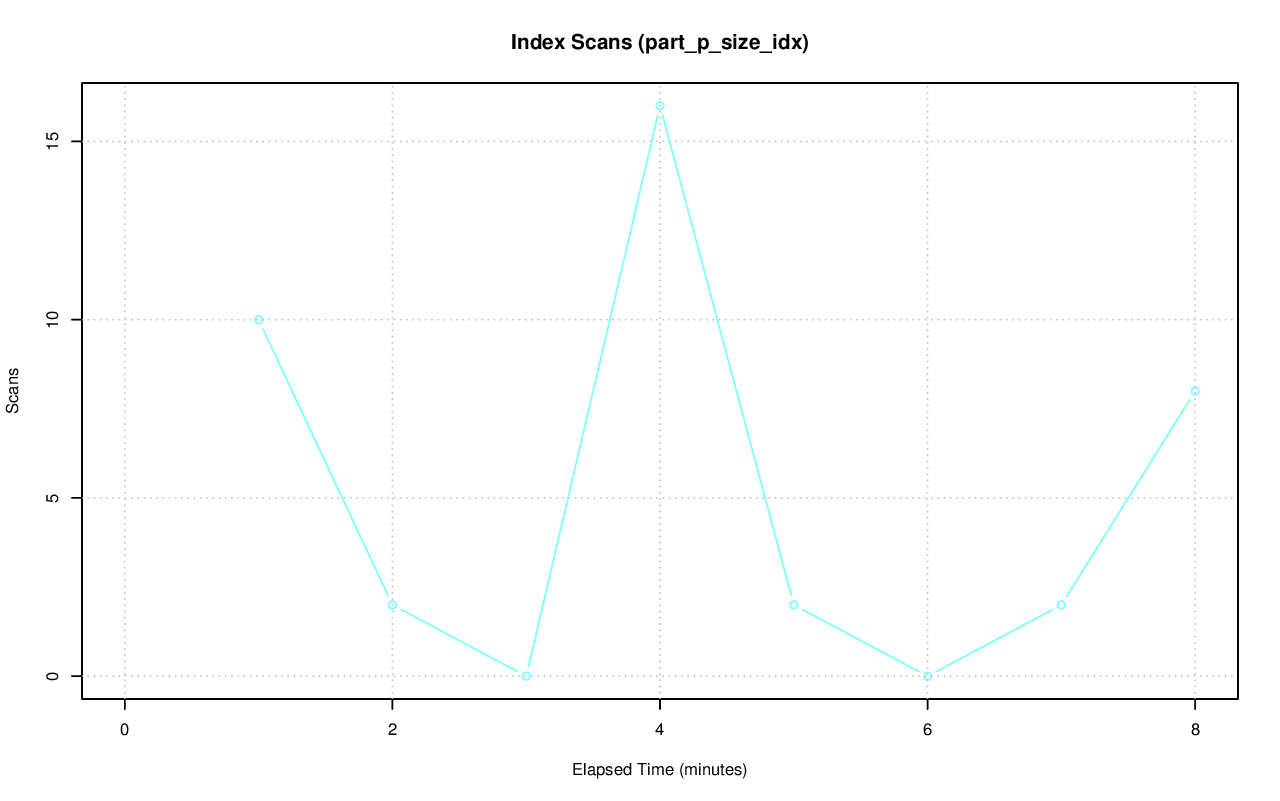 Index Scans (part_p_size_idx)
15
10
5
0
Scans
0 2 4 6 8
Elapsed Time (minutes)